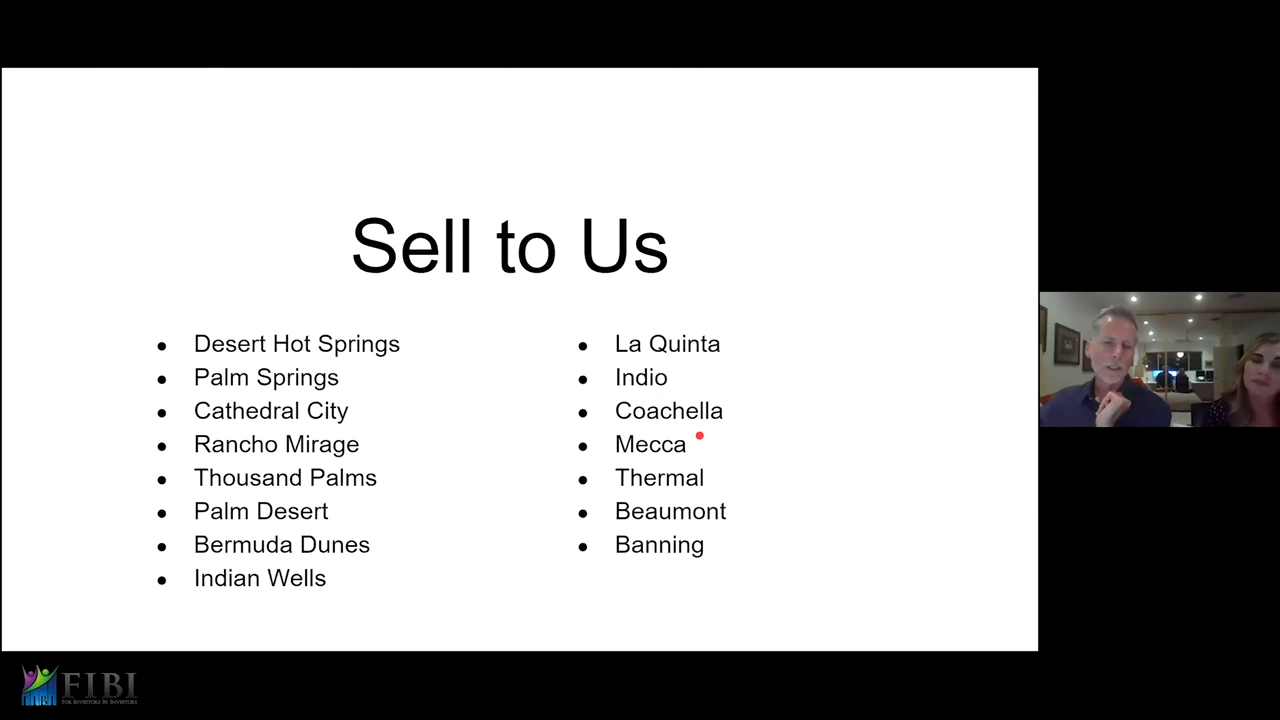 Sell to Us
Desert Hot Springs
Palm Springs
Cathedral City
Rancho Mirage
Thousand Palms
Palm Desert
Bermuda Dunes
Indian Wells
La Quinta
Indio
Coachella
Mecca
Thermal
Beaumont
Banning
FIBI
FOR INVESTORS BY INVESTORS